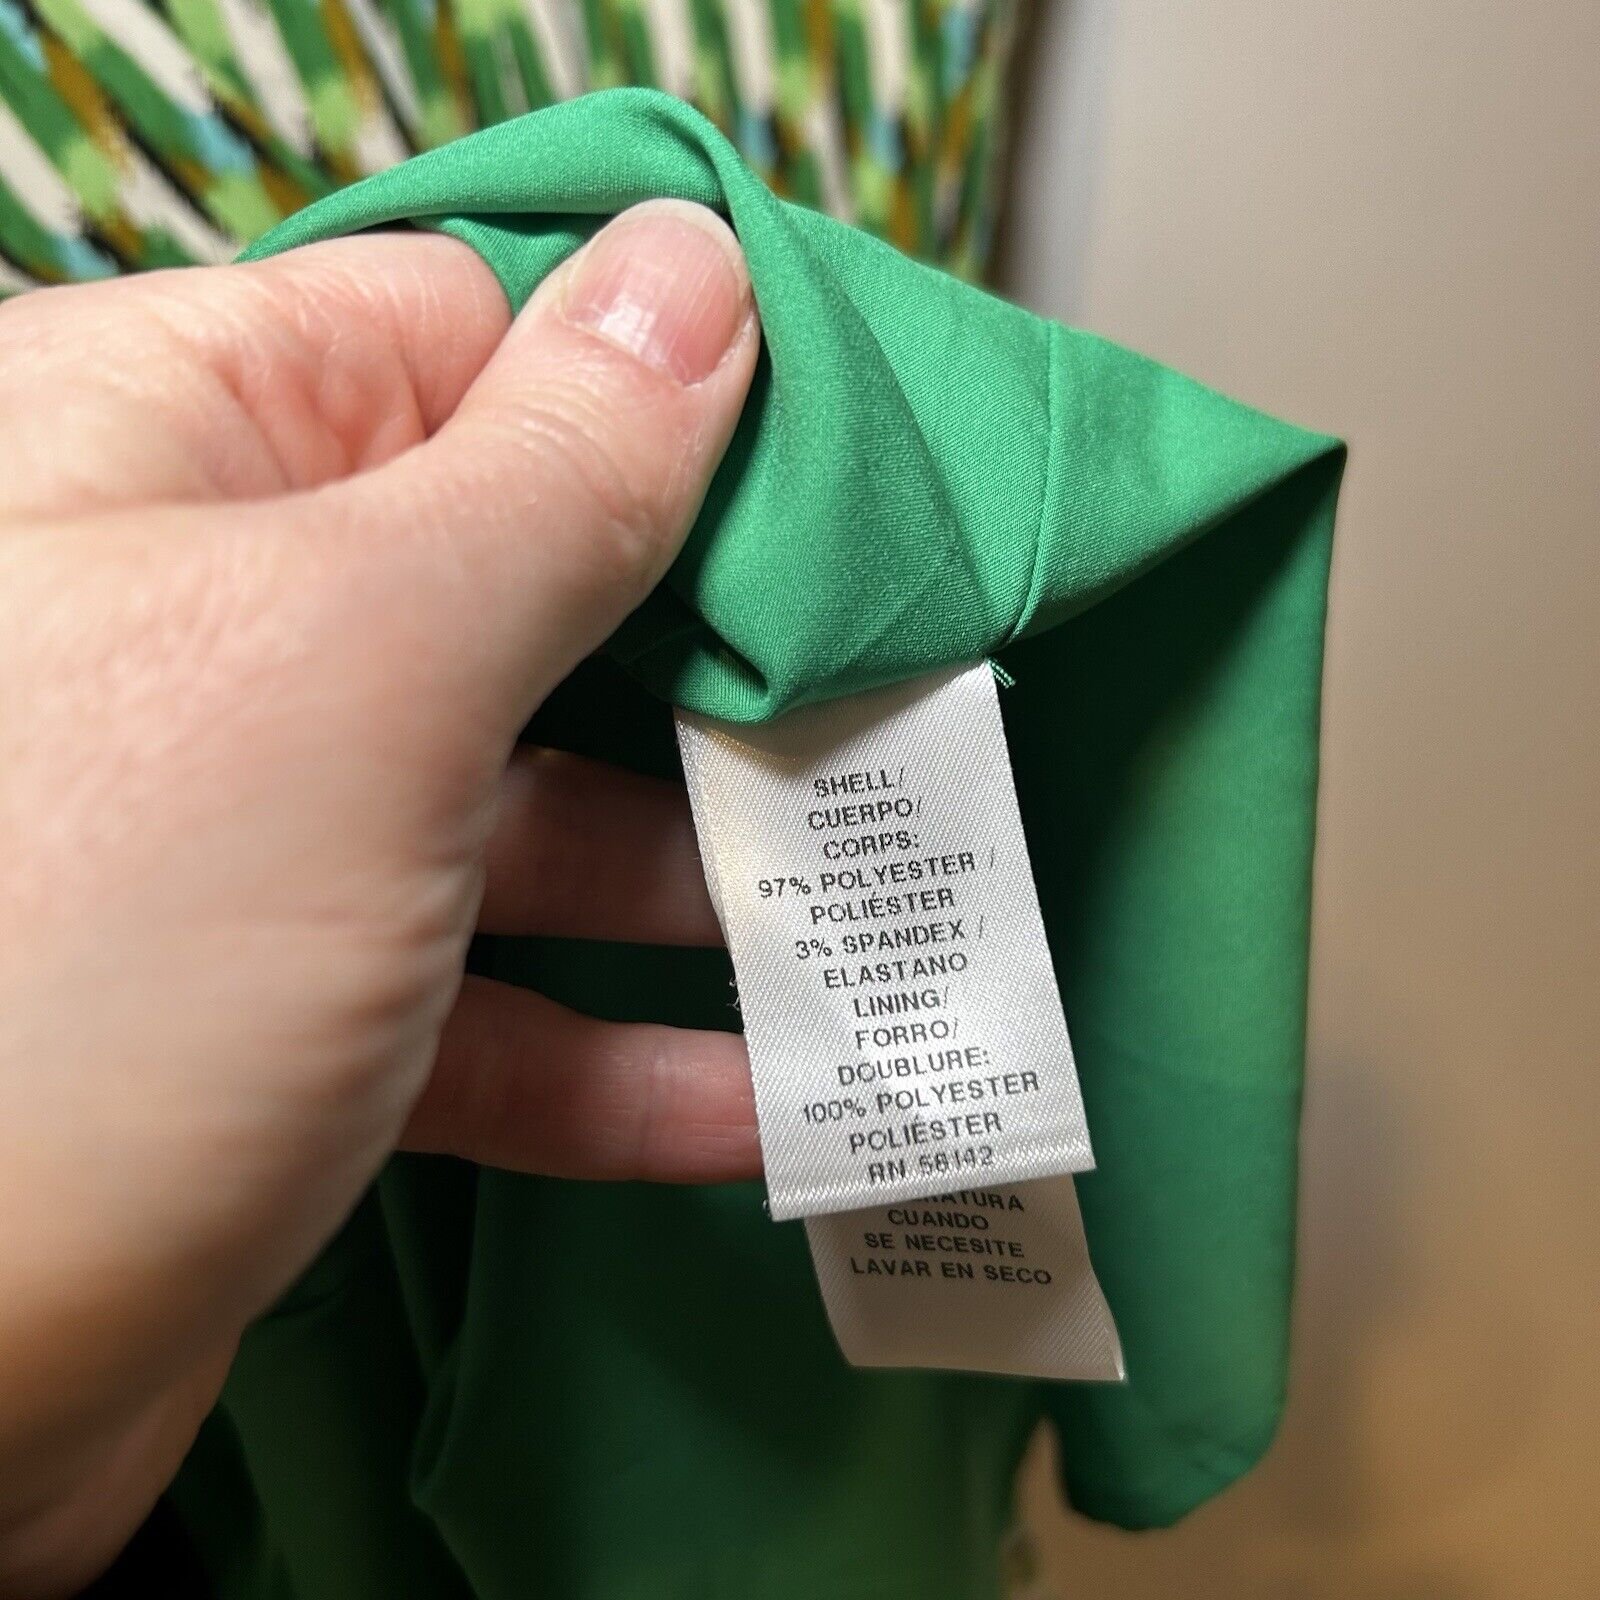 SHELL/
CUERPO/
CORPS:
97% POLYESTER /
POLIÉSTER
3% SPANDEX /
ELASTANO
LINING/
FORRO/
DOUBLURE:
100% POLYESTER
POLIÉSTER
RN 58142
CUANDO
SE NECESITE
LAVAR EN SECO